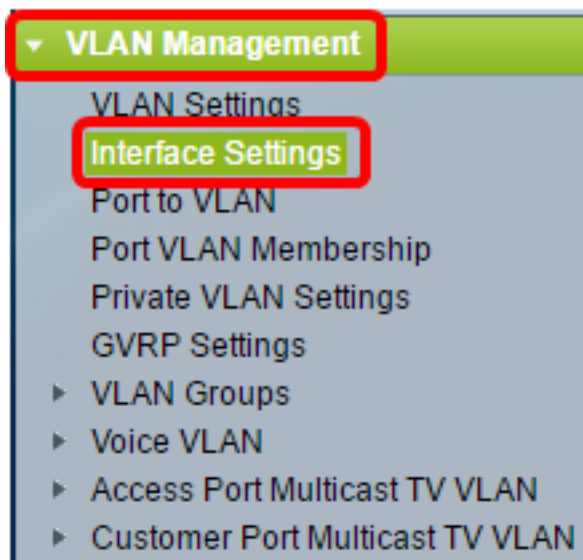 VLAN Management
VLAN Settings
Interface Settings
Port to VLAN
Port VLAN Membership
Private VLAN Settings
GVRP Settings
VLAN Groups
Voice VLAN
Access Port Multicast TV VLAN
Customer Port Multicast TV VLAN